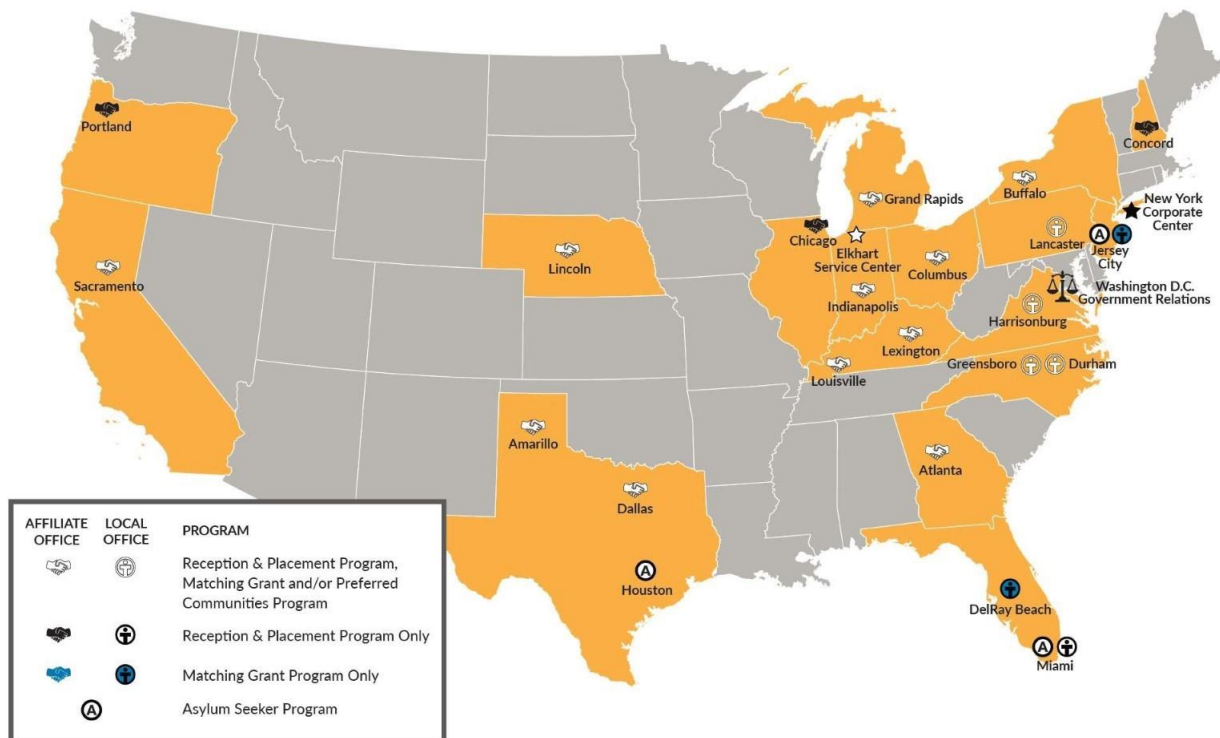 Portland
Concord
Buffalo
Grand Rapids
New York
Corporate
Center
Chicago
Elkhart
Service Center
Lancaster
A
Jersey
City
Lincoln
Columbus
Sacramento
Indianapolis
Washington D.C.
Government Relations
Harrisonburg
Lexington
Greensboro
Durham
Louisville
Amarillo
Atlanta
Dallas
A
Houston
DelRay Beach
A
Miami
AFFILIATE
OFFICE
LOCAL
OFFICE
PROGRAM
Reception & Placement Program,
Matching Grant and/or Preferred
Communities Program
Reception & Placement Program Only
Matching Grant Program Only
A
Asylum Seeker Program